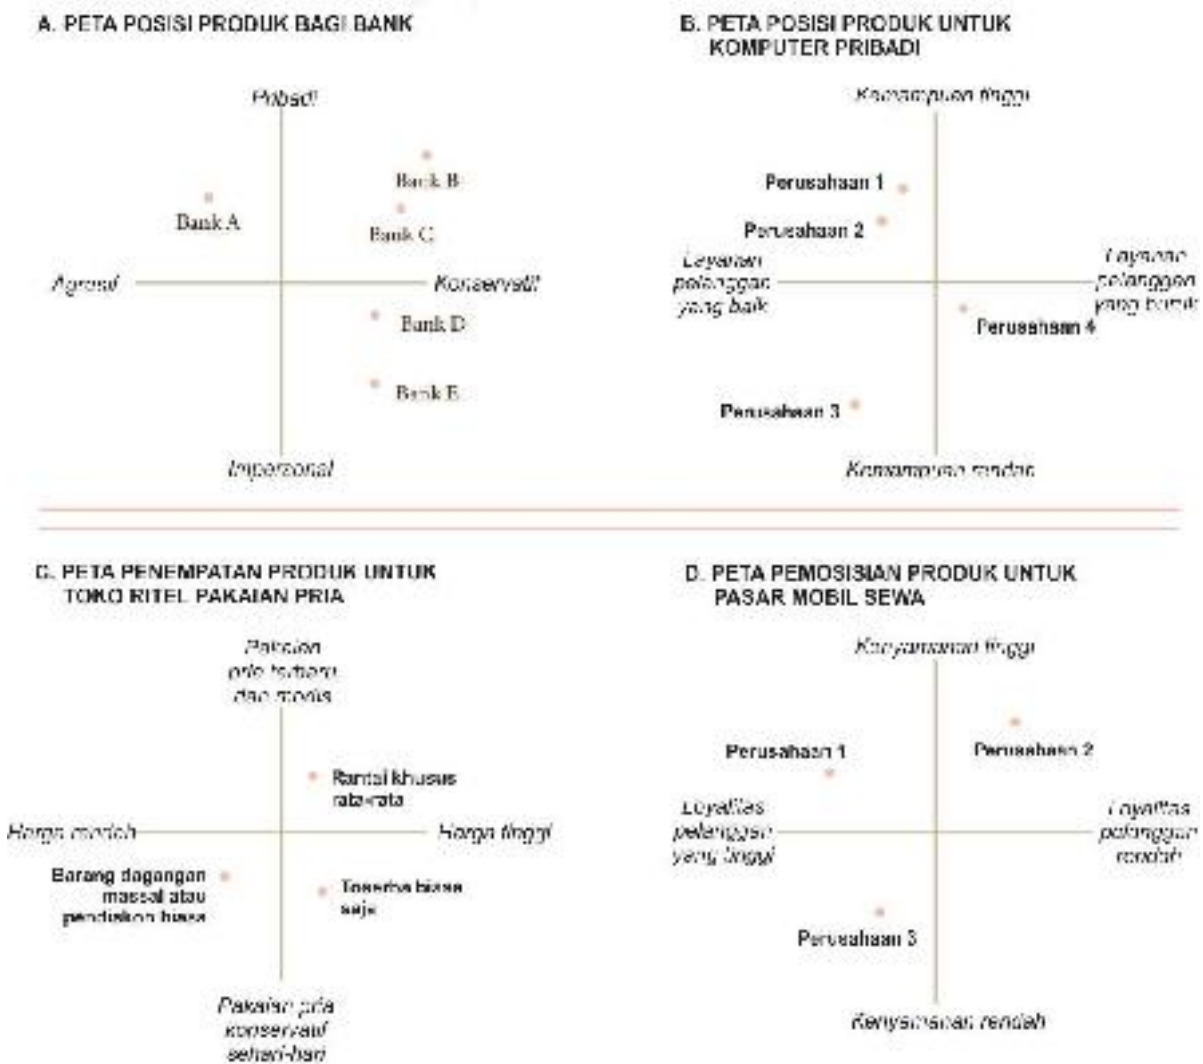 A. PETA POSISI PRODUK BAGI BANK
Pribadi
Bank B
Bank A
Bank C
Agresif
Konservatif
Bank D
Bank E
Impersonal
B. PETA POSISI PRODUK UNTUK
KOMPUTER PRIBADI
Kemampuan tinggi
Perusahaan 1
Perusahaan 2
Layanan
pelanggan
yang baik
Layanan
pelanggan
yang buruk
Perusahaan 4
Perusahaan 3
Kemampuan rendah
C. PETA PENEMPATAN PRODUK UNTUK
TOKO RITEL PAKAIAN PRIA
Pakaian
pria terbaru
dan modis
Rantai khusus
rata-rata
Harga rendah
Harga tinggi
Barang dagangan
massal atau
pendiskon biasa
Toserba biasa
saja
Pakaian pria
konservatif
sehari-hari
D. PETA PEMOSISIAN PRODUK UNTUK
PASAR MOBIL SEWA
Kenyamanan tinggi
Perusahaan 1
Perusahaan 2
Loyalitas
pelanggan
yang tinggi
Loyalitas
pelanggan
rendah
Perusahaan 3
Kenyamanan rendah